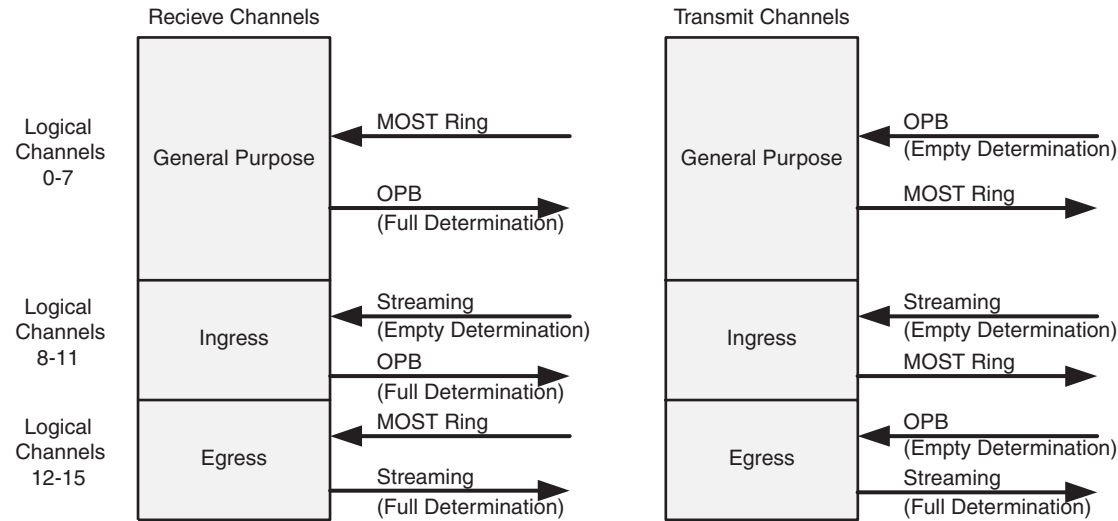 Recieve Channels
Transmit Channels
Logical
Channels
0-7
General Purpose
MOST Ring
OPB
(Full Determination)
General Purpose
OPB
(Empty Determination)
MOST Ring
Logical
Channels
8-11
Ingress
Streaming
(Empty Determination)
OPB
(Full Determination)
Ingress
Streaming
(Empty Determination)
MOST Ring
Logical
Channels
12-15
Egress
MOST Ring
Streaming
(Full Determination)
Egress
OPB
(Empty Determination)
Streaming
(Full Determination)